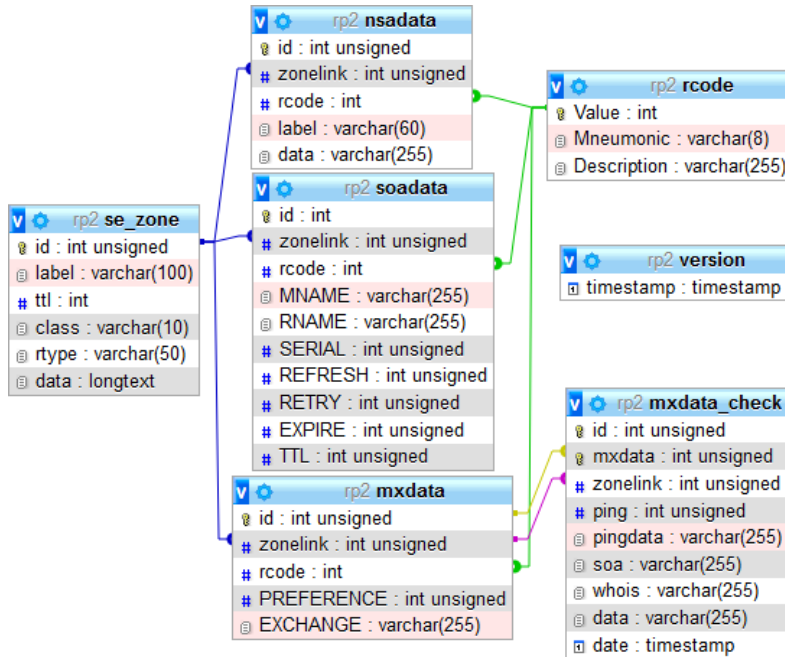 rp2 nsadata
id : int unsigned
zonelink : int unsigned
rcode : int
label : varchar(60)
data : varchar(255)
rp2 rcode
Value : int
Mneumonic : varchar(8)
Description : varchar(255)
rp2 soadata
id : int
zonelink : int unsigned
rcode : int
MNAME : varchar(255)
RNAME : varchar(255)
SERIAL : int unsigned
REFRESH : int unsigned
RETRY : int unsigned
EXPIRE : int unsigned
TTL : int unsigned
rp2 se_zone
id : int unsigned
label : varchar(100)
ttl : int
class : varchar(10)
rtype : varchar(50)
data : longtext
rp2 version
timestamp : timestamp
rp2 mxdata_check
id : int unsigned
mxdata : int unsigned
zonelink : int unsigned
ping : int unsigned
pingdata : varchar(255)
soa : varchar(255)
whois : varchar(255)
data : varchar(255)
date : timestamp
rp2 mxdata
id : int unsigned
zonelink : int unsigned
rcode : int
PREFERENCE : int unsigned
EXCHANGE : varchar(255)